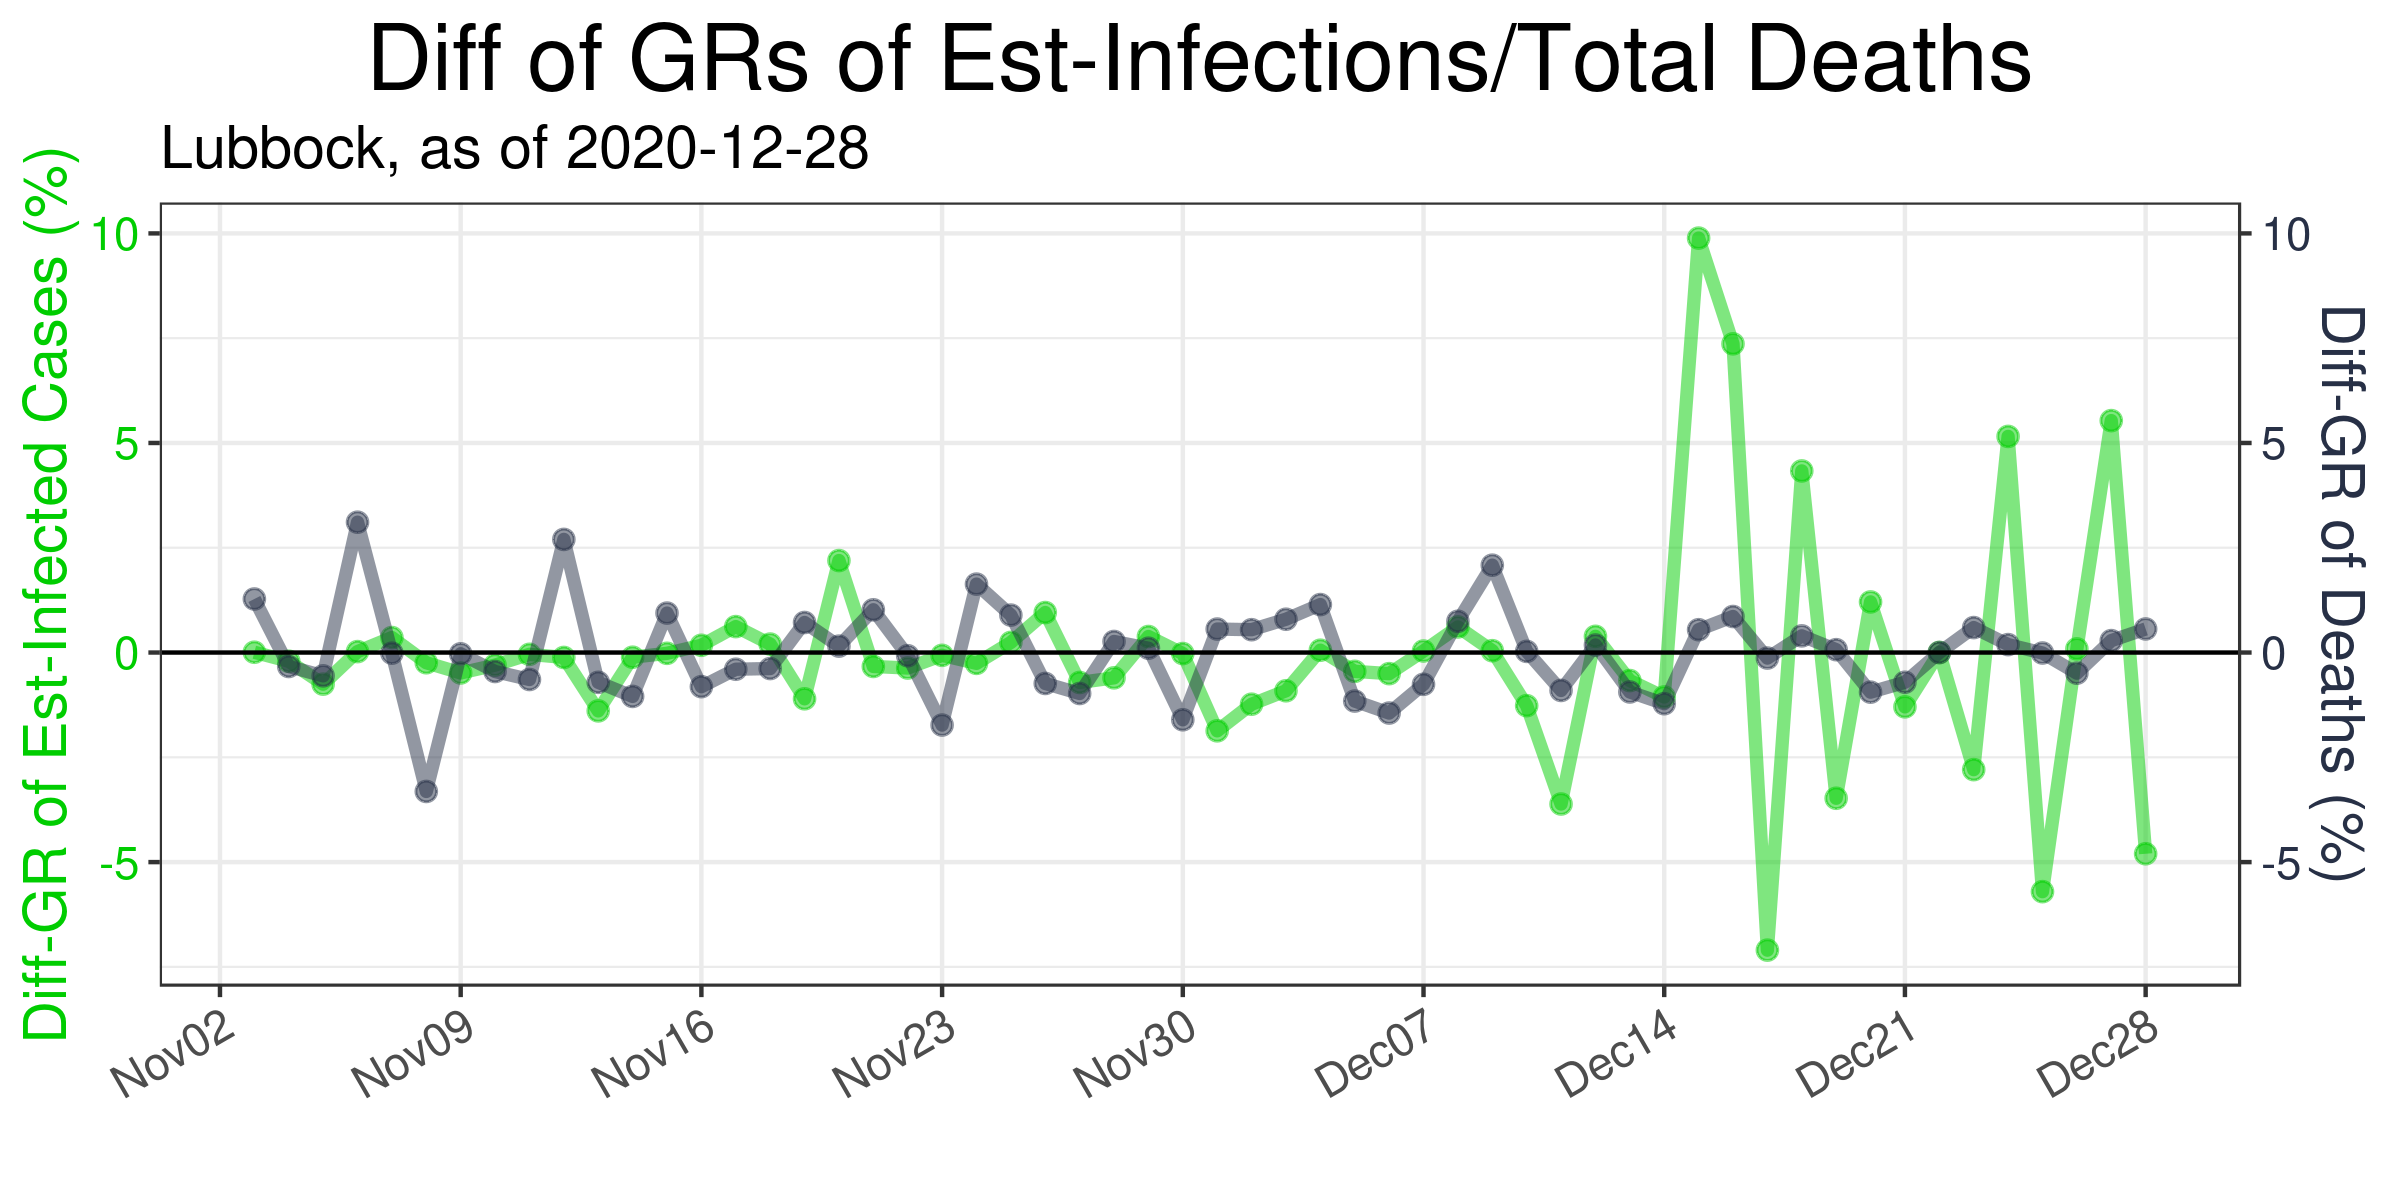 Diff of GRs of Est-Infections/Total Deaths
Lubbock, as of 2020-12-28
Diff-GR of Est-Infected Cases (%)
10
5
0
-5
10
5
0
-5
Diff-GR of Deaths (%)
Nov02
Nov09
Nov16
Nov23
Nov30
Dec07
Dec14
Dec21
Dec28